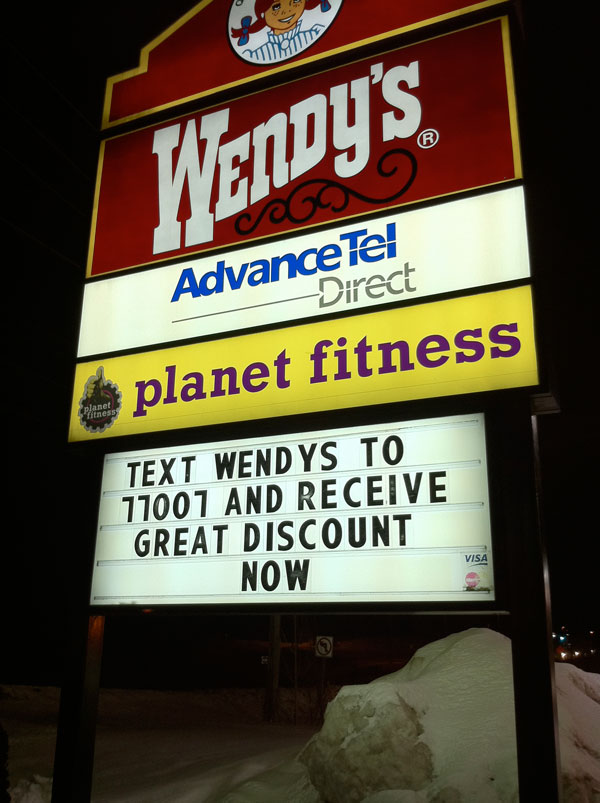 WENDY'S ®
AdvanceTel
Direct
planet fitness
planet
fitness
TEXT WENDYS TO
77007 AND RECEIVE
GREAT DISCOUNT
NOW
VISA